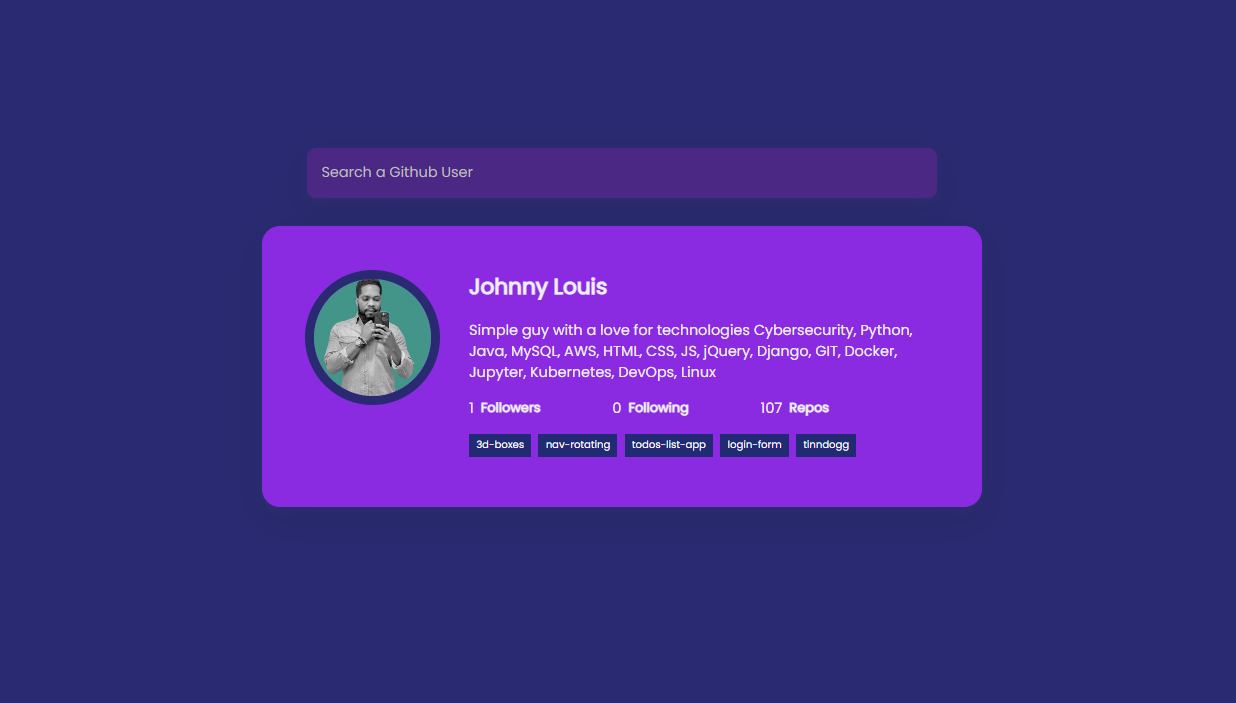 Search a Github User
Johnny Louis
Simple guy with a love for technologies Cybersecurity, Python,
Java, MySQL, AWS, HTML, CSS, JS, jQuery, Django, GIT, Docker,
Jupyter, Kubernetes, DevOps, Linux
1 Followers 0 Following 107 Repos
3d-boxes nav-rotating todos-list-app login-form tinndogg